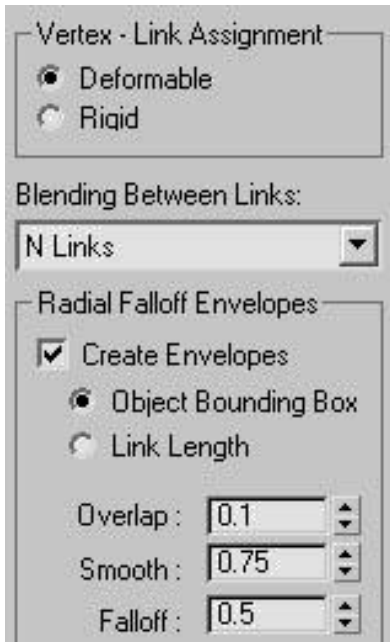 Vertex - Link Assignment
Deformable
Rigid
Blending Between Links:
N Links
Radial Falloff Envelopes
Create Envelopes
Object Bounding Box
Link Length
Overlap : 0.1
Smooth : 0.75
Falloff : 0.5